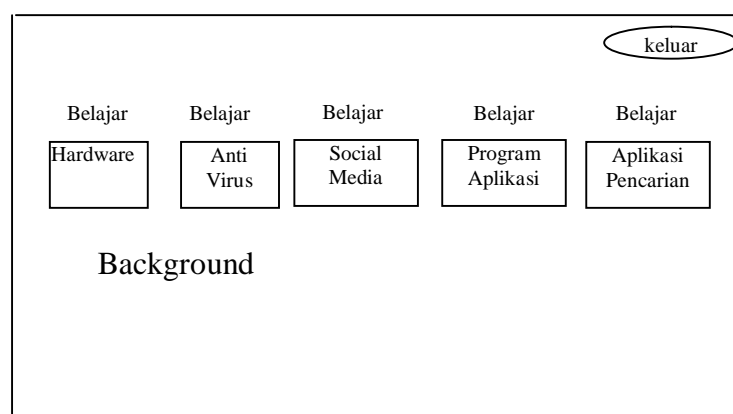 keluar
Belajar Belajar Belajar Belajar Belajar
Hardware Anti Social Program Aplikasi
Virus Media Aplikasi Pencarian
Background